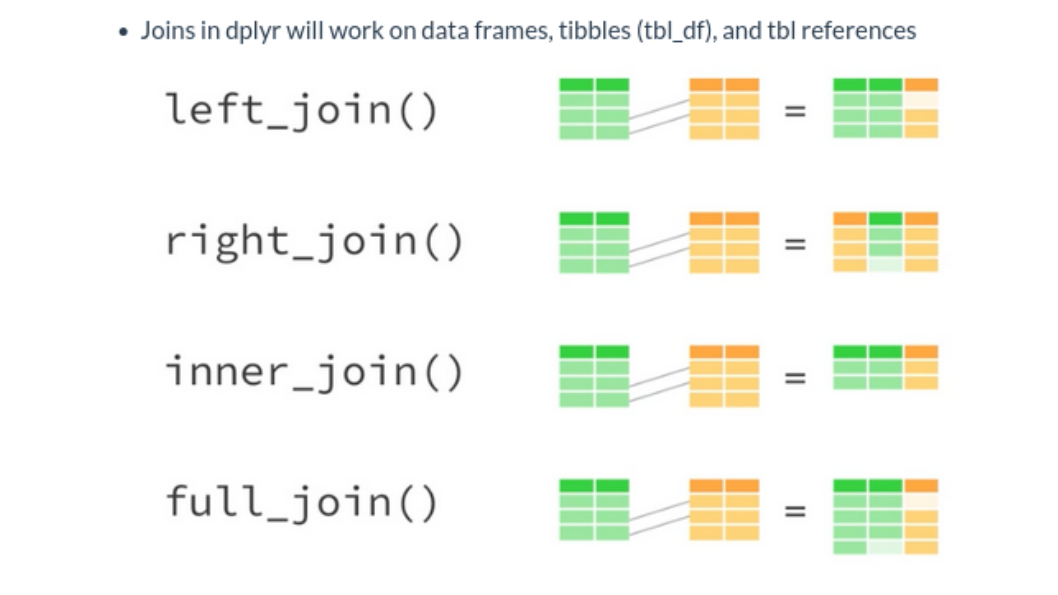 • Joins in dplyr will work on data frames, tibbles (tbl_df), and tbl references
left_join() =
right_join() =
inner_join() =
full_join() =